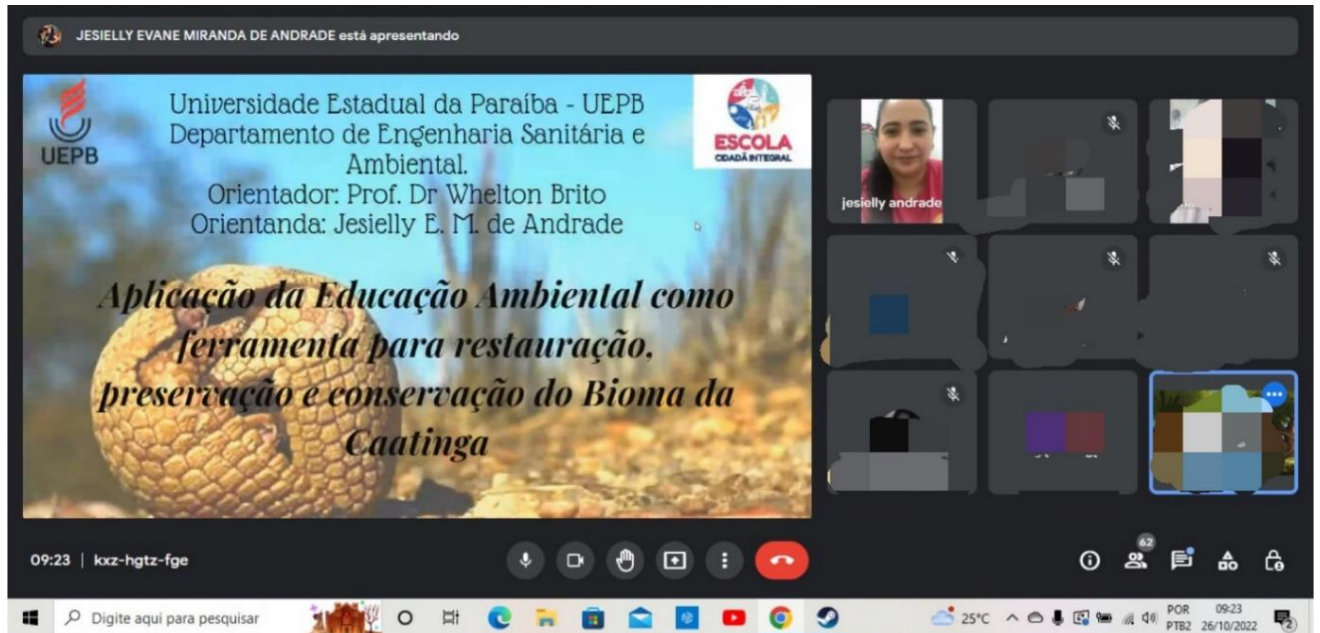 JESIELLY EVANE MIRANDA DE ANDRADE está apresentando
UEPB
Universidade Estadual da Paraíba - UEPB
Departamento de Engenharia Sanitária e
Ambiental.
Orientador: Prof. Dr Whelton Brito
Orientanda: Jesielly E. M. de Andrade
ESCOLA
CIDADÃ INTEGRAL
Aplicação da Educação Ambiental como
ferramenta para restauração,
preservação e conservação do Bioma da
Caatinga
jesielly andrade
09:23 | kxz-hgtz-fge
62
Digite aqui para pesquisar
25°C
POR
PTB2
09:23
26/10/2022
2